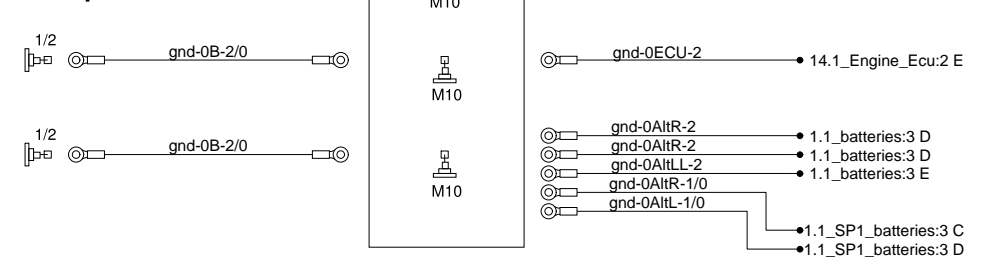 M10
1/2
gnd-0B-2/0
gnd-0ECU-2
14.1_Engine_Ecu:2 E
M10
1/2
gnd-0B-2/0
gnd-0AltR-2
1.1_batteries:3 D
gnd-0AltR-2
1.1_batteries:3 D
gnd-0AltLL-2
1.1_batteries:3 E
M10
gnd-0AltR-1/0
gnd-0AltL-1/0
1.1_SP1_batteries:3 C
1.1_SP1_batteries:3 D